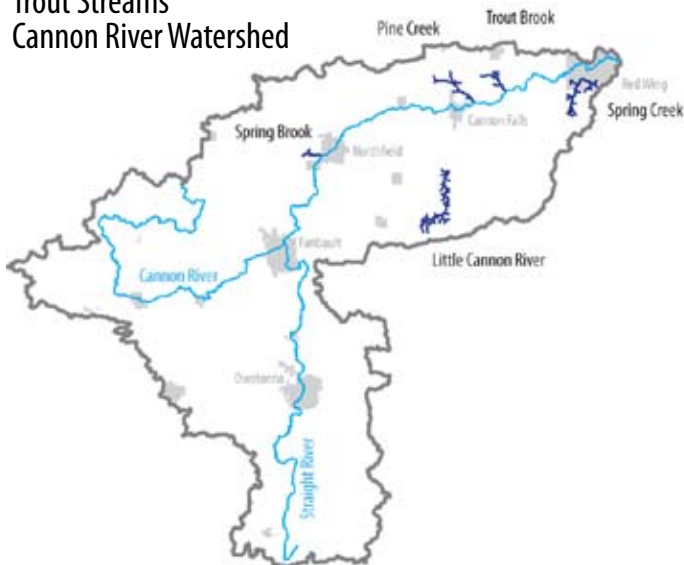 Trout Streams
Cannon River Watershed
Pine Creek
Trout Brook
Red Wing
Spring Creek
Cannon Falls
Spring Brook
Northfield
Faribault
Little Cannon River
Cannon River
Owatonna
Straight River